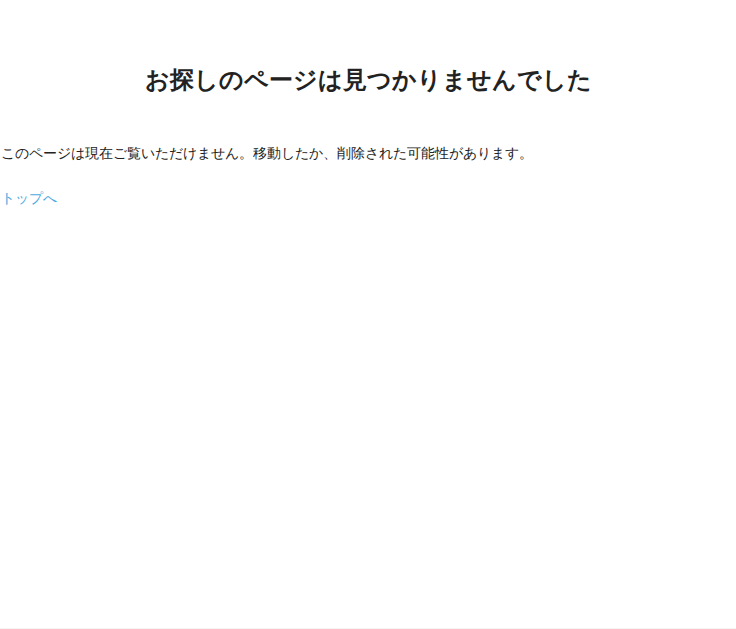 お探しのページは見つかりませんでした
このページは現在ご覧いただけません。移動したか、削除された可能性があります。
トップへ